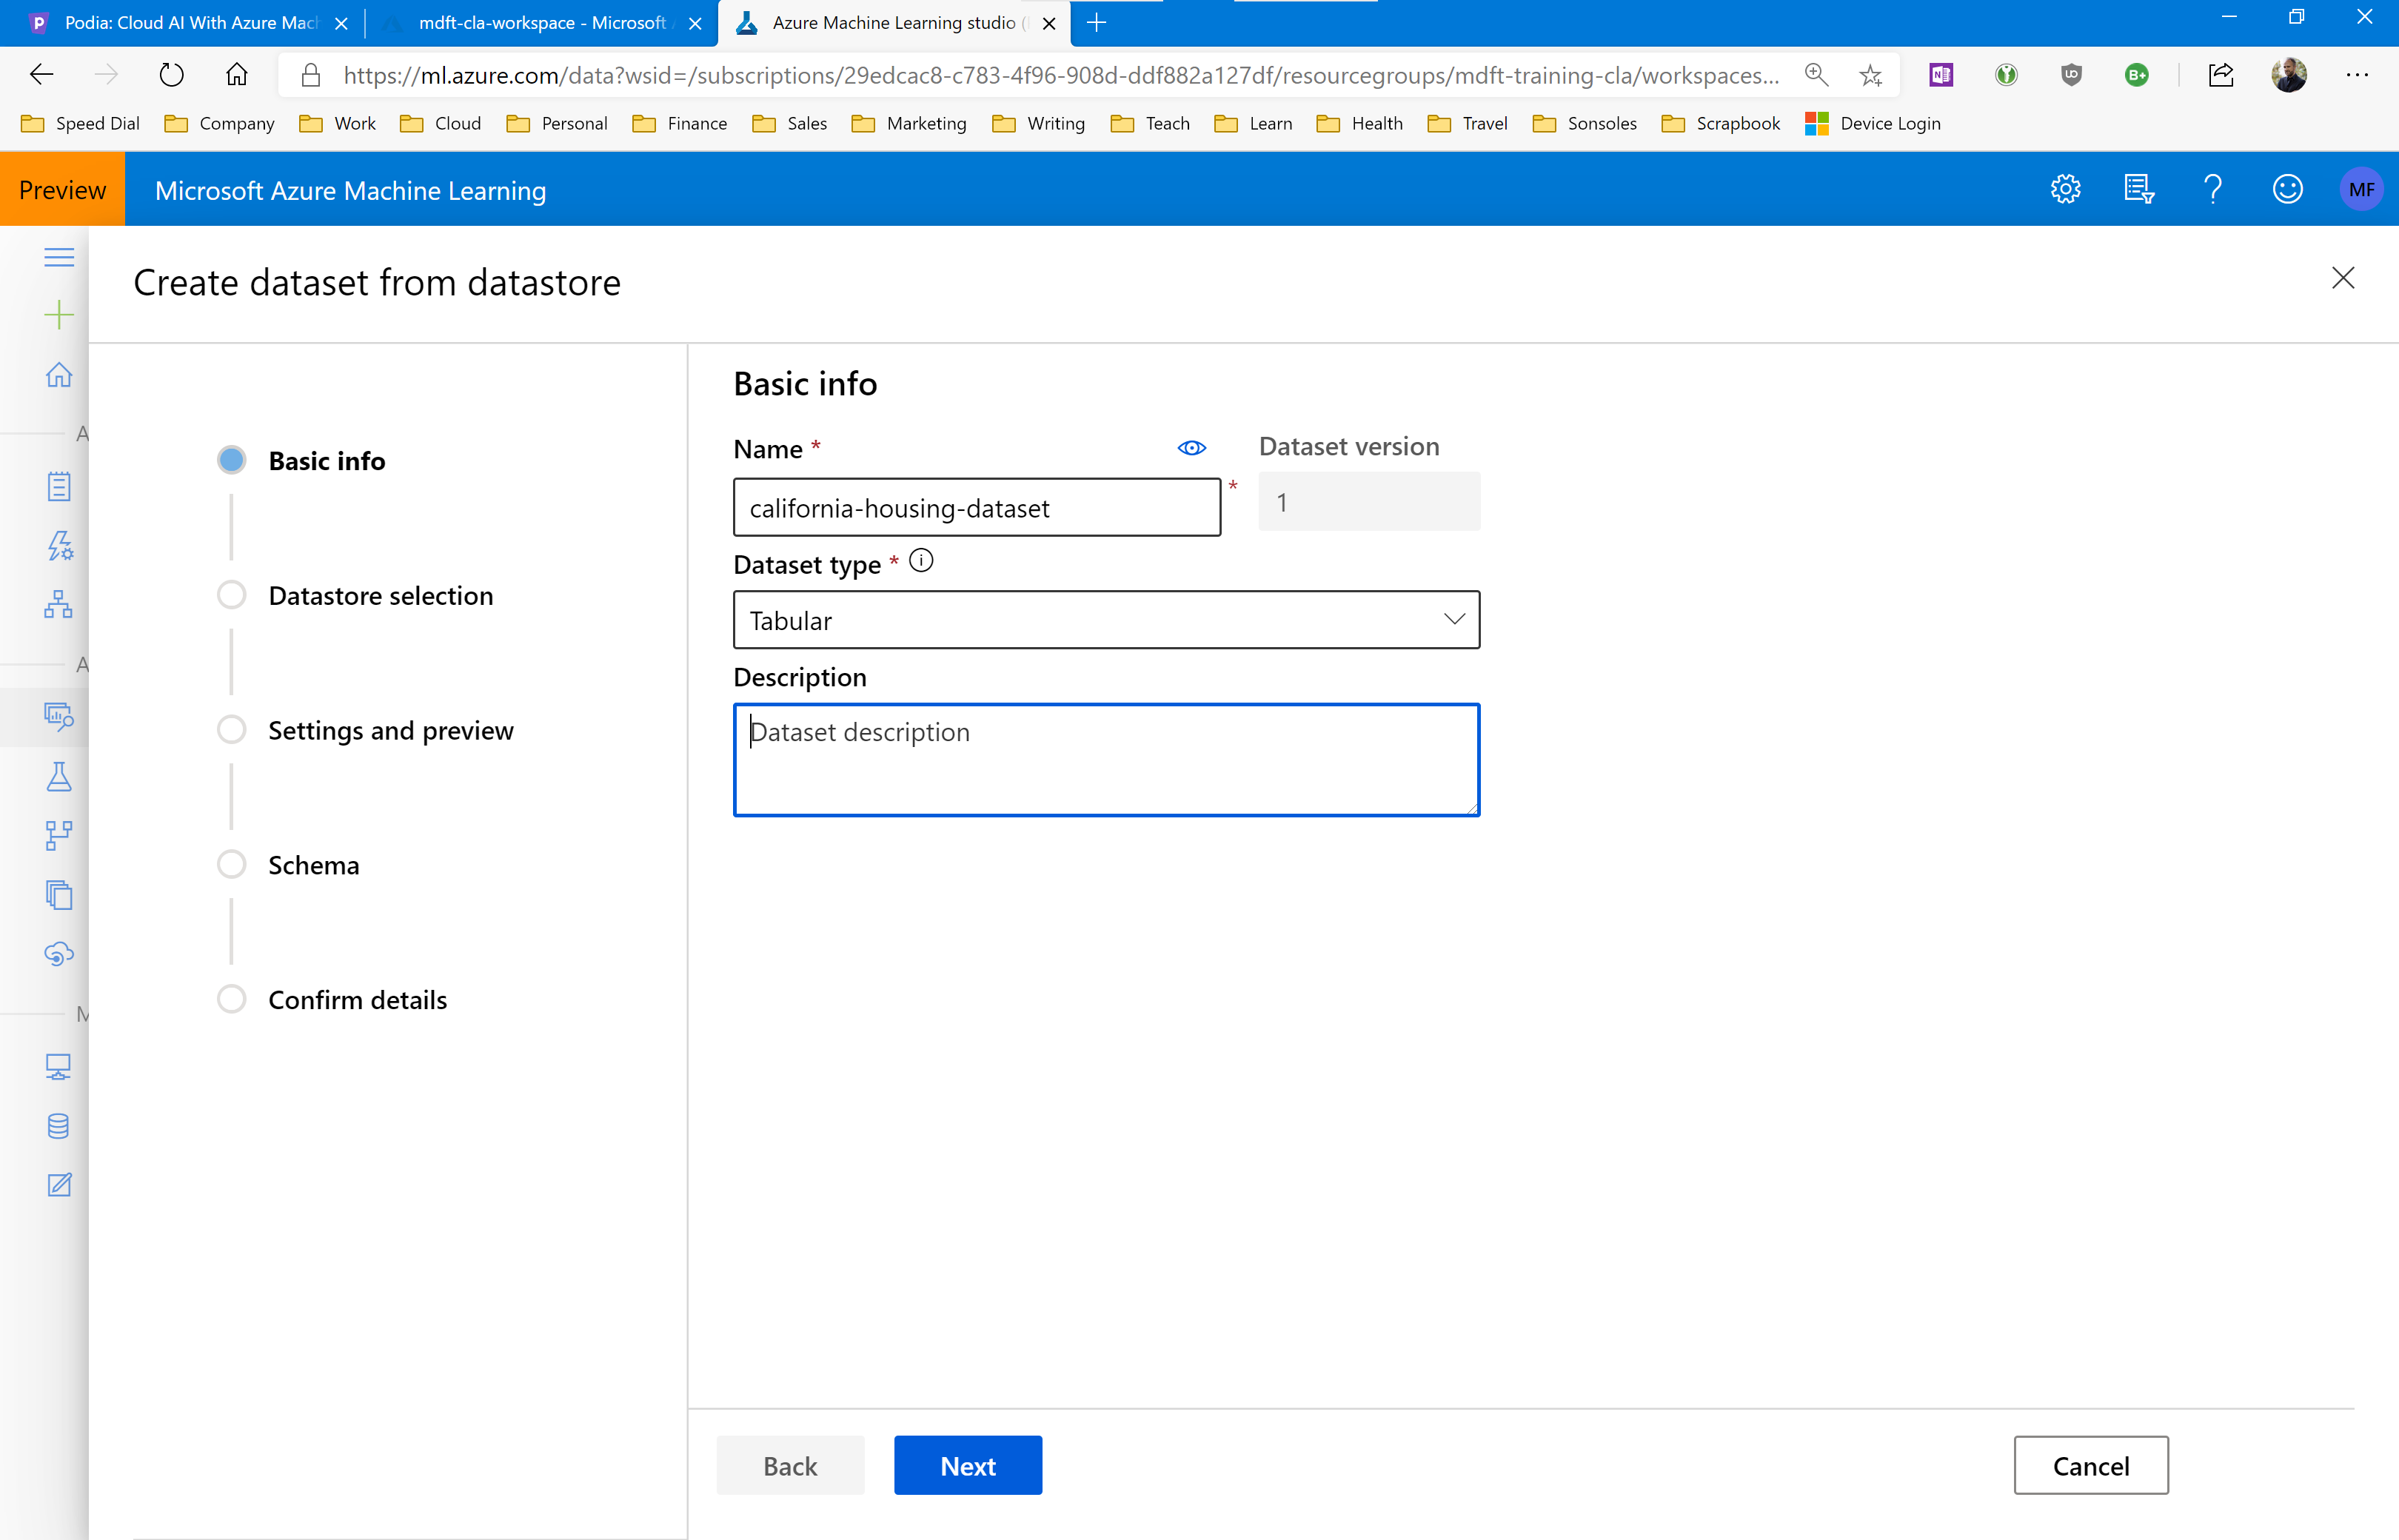 Podia: Cloud AI With Azure Mach
mdft-cla-workspace - Microsoft A
Azure Machine Learning studio (
https://ml.azure.com/data?wsid=/subscriptions/29edcac8-c783-4f96-908d-ddf882a127df/resourcegroups/mdft-training-cla/workspaces...
Speed Dial Company Work Cloud Personal Finance Sales Marketing Writing Teach Learn Health Travel Sonsoles Scrapbook Device Login
Preview Microsoft Azure Machine Learning MF
Create dataset from datastore
A
A
M
Basic info
Datastore selection
Settings and preview
Schema
Confirm details
Basic info
Name * Dataset version
california-housing-dataset * 1
Dataset type *
Tabular
Description
Dataset description
Back Next Cancel